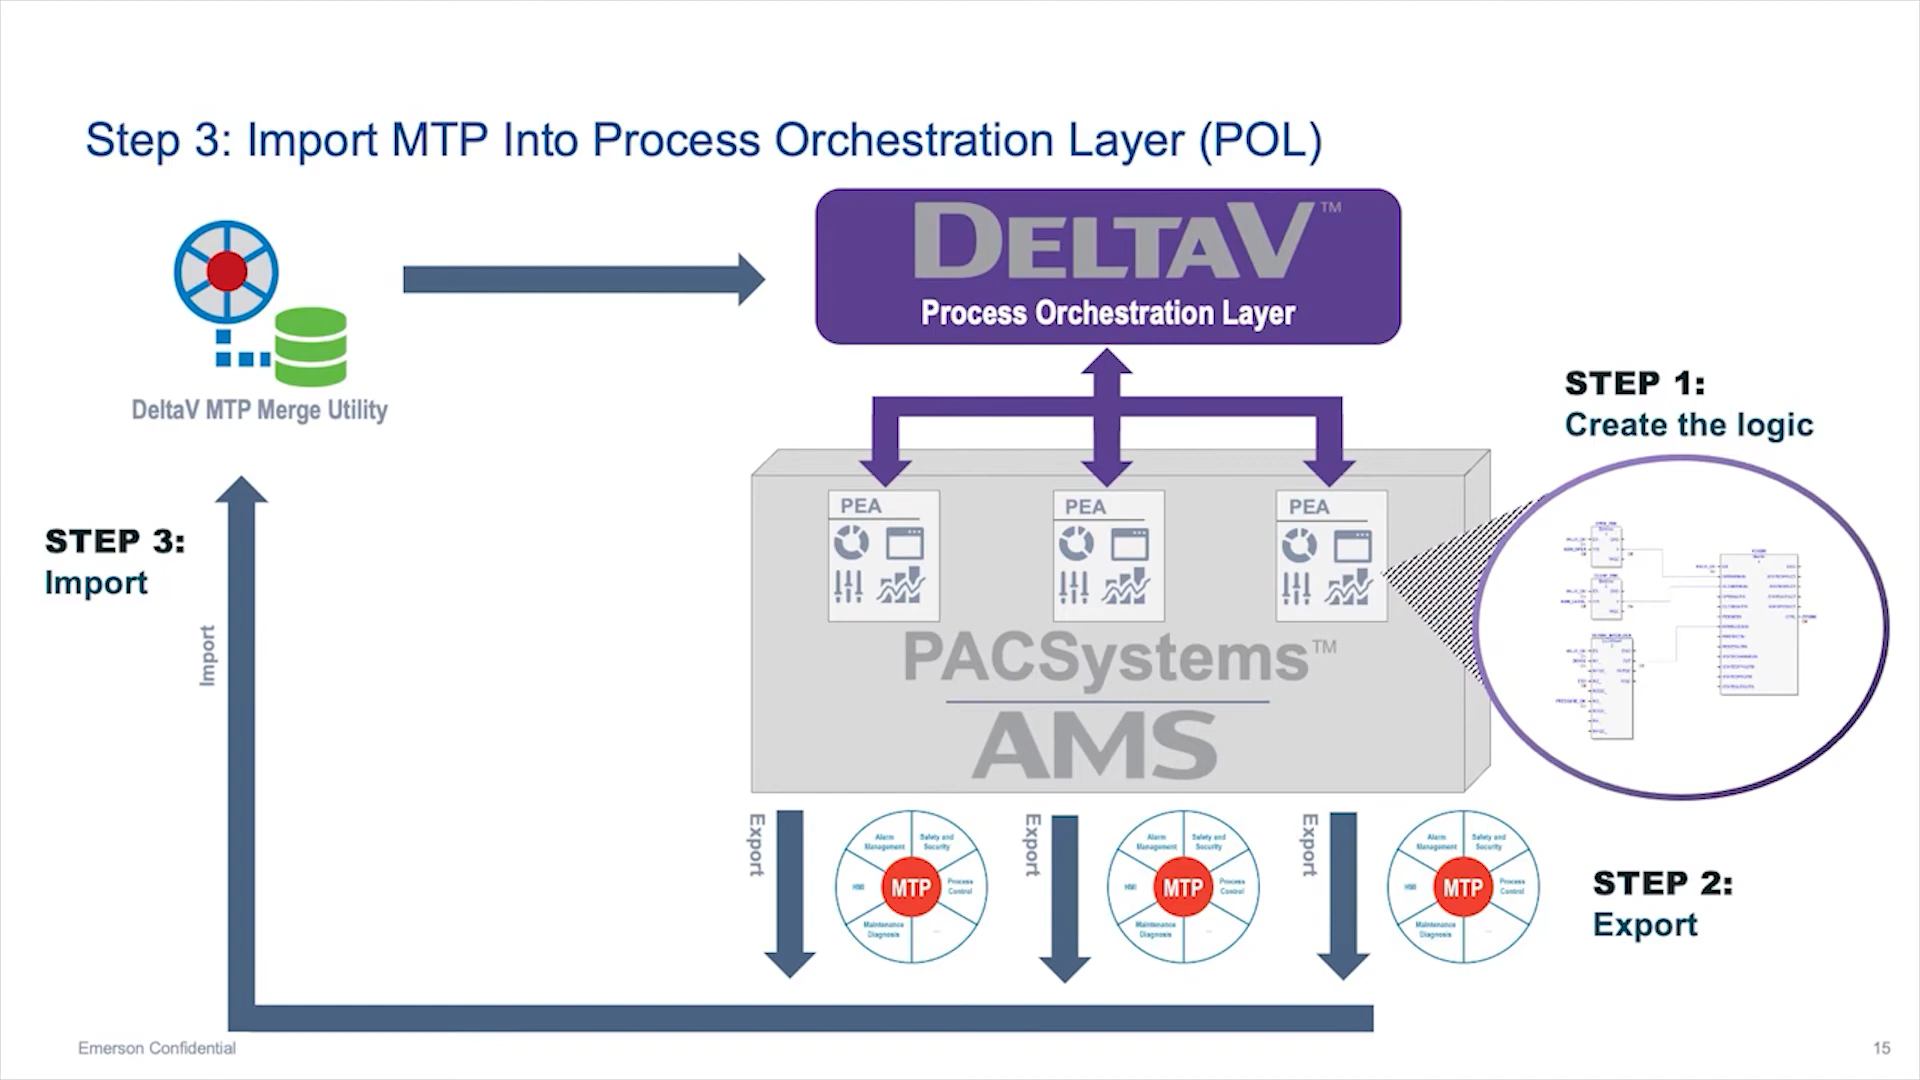 Step 3: Import MTP Into Process Orchestration Layer (POL)
DELTAV™
Process Orchestration Layer
DeltaV MTP Merge Utility
STEP 1:
Create the logic
PEA
PEA
PEA
STEP 3:
Import
Import
PACSystems™
AMS
Export
Export
Export
Alarm
Management
Safety and
Security
HMI
MTP
Process
Control
Maintenance
Diagnosis
...
Alarm
Management
Safety and
Security
HMI
MTP
Process
Control
Maintenance
Diagnosis
...
Alarm
Management
Safety and
Security
HMI
MTP
Process
Control
Maintenance
Diagnosis
...
STEP 2:
Export
Emerson Confidential
15